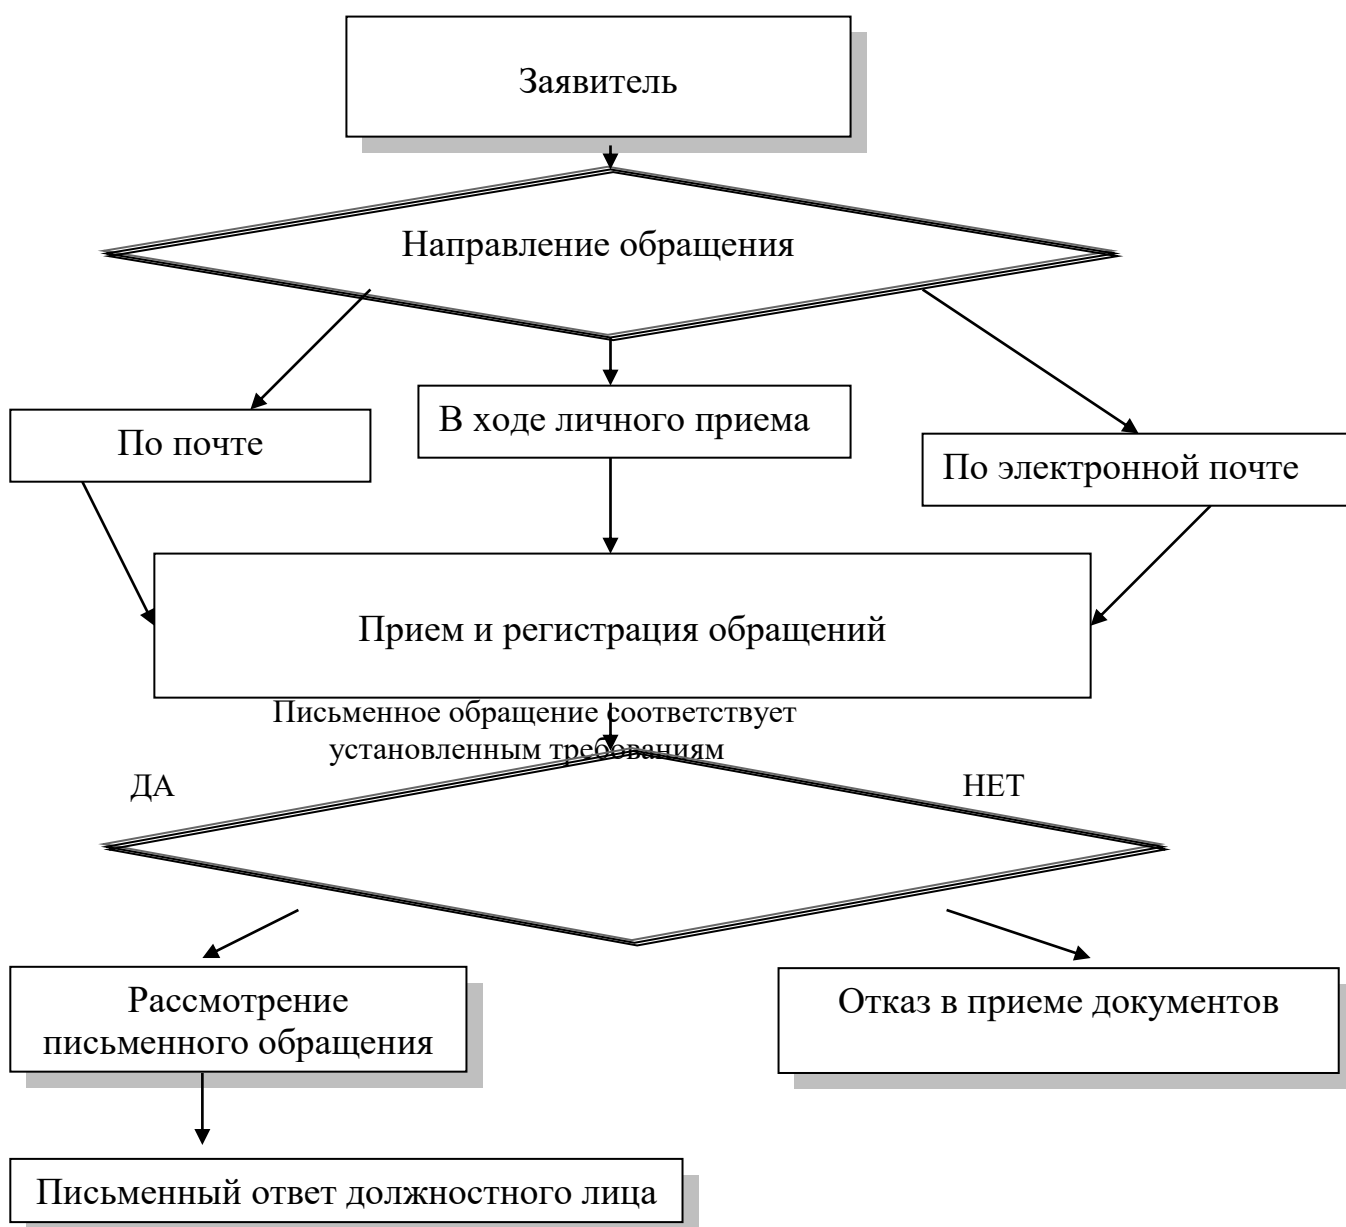 Заявитель
Направление обращения
По почте
В ходе личного приема
По электронной почте
Прием и регистрация обращений
Письменное обращение соответствует
установленным требованиям
ДА
НЕТ
Рассмотрение
письменного обращения
Отказ в приеме документов
Письменный ответ должностного лица